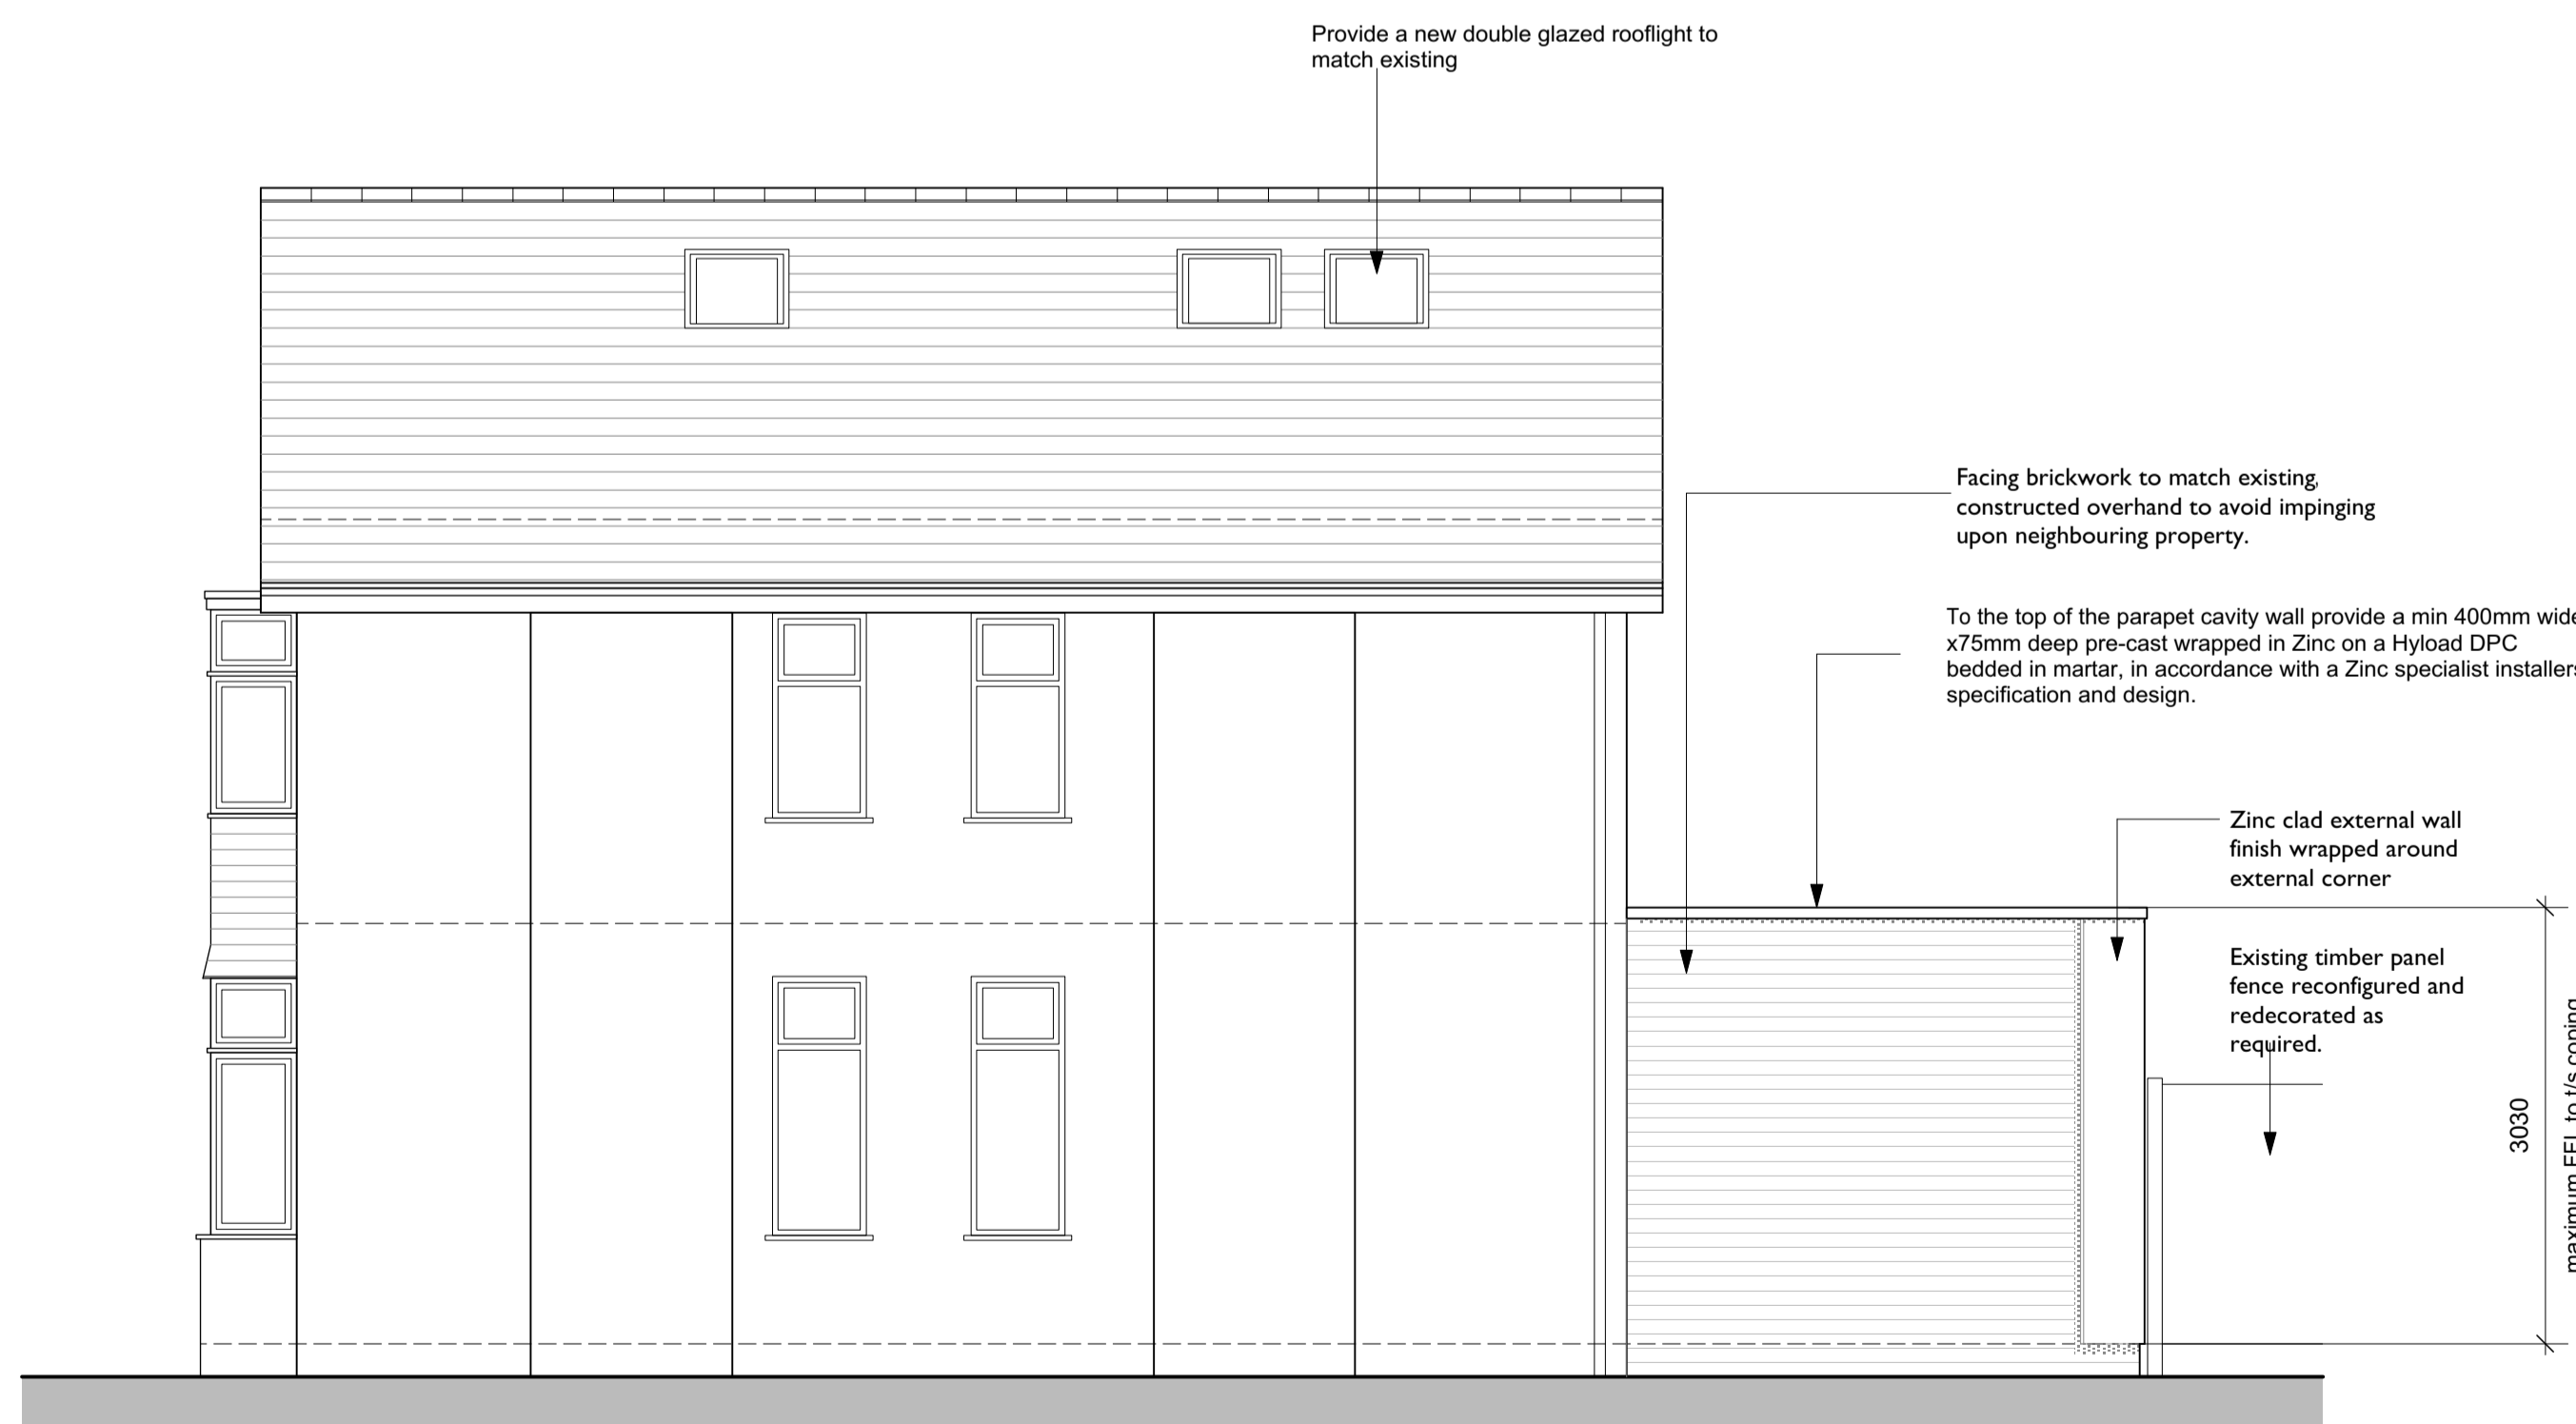 Provide a new double glazed rooflight to
match existing
Facing brickwork to match existing,
constructed overhand to avoid impinging
upon neighbouring property.
To the top of the parapet cavity wall provide a min 400mm wide
x75mm deep pre-cast wrapped in Zinc on a Hyload DPC
bedded in martar, in accordance with a Zinc specialist installers
specification and design.
Zinc clad external wall
finish wrapped around
external corner
Existing timber panel
fence reconfigured and
redecorated as
required.
3030
maximum FFL to t/s coping